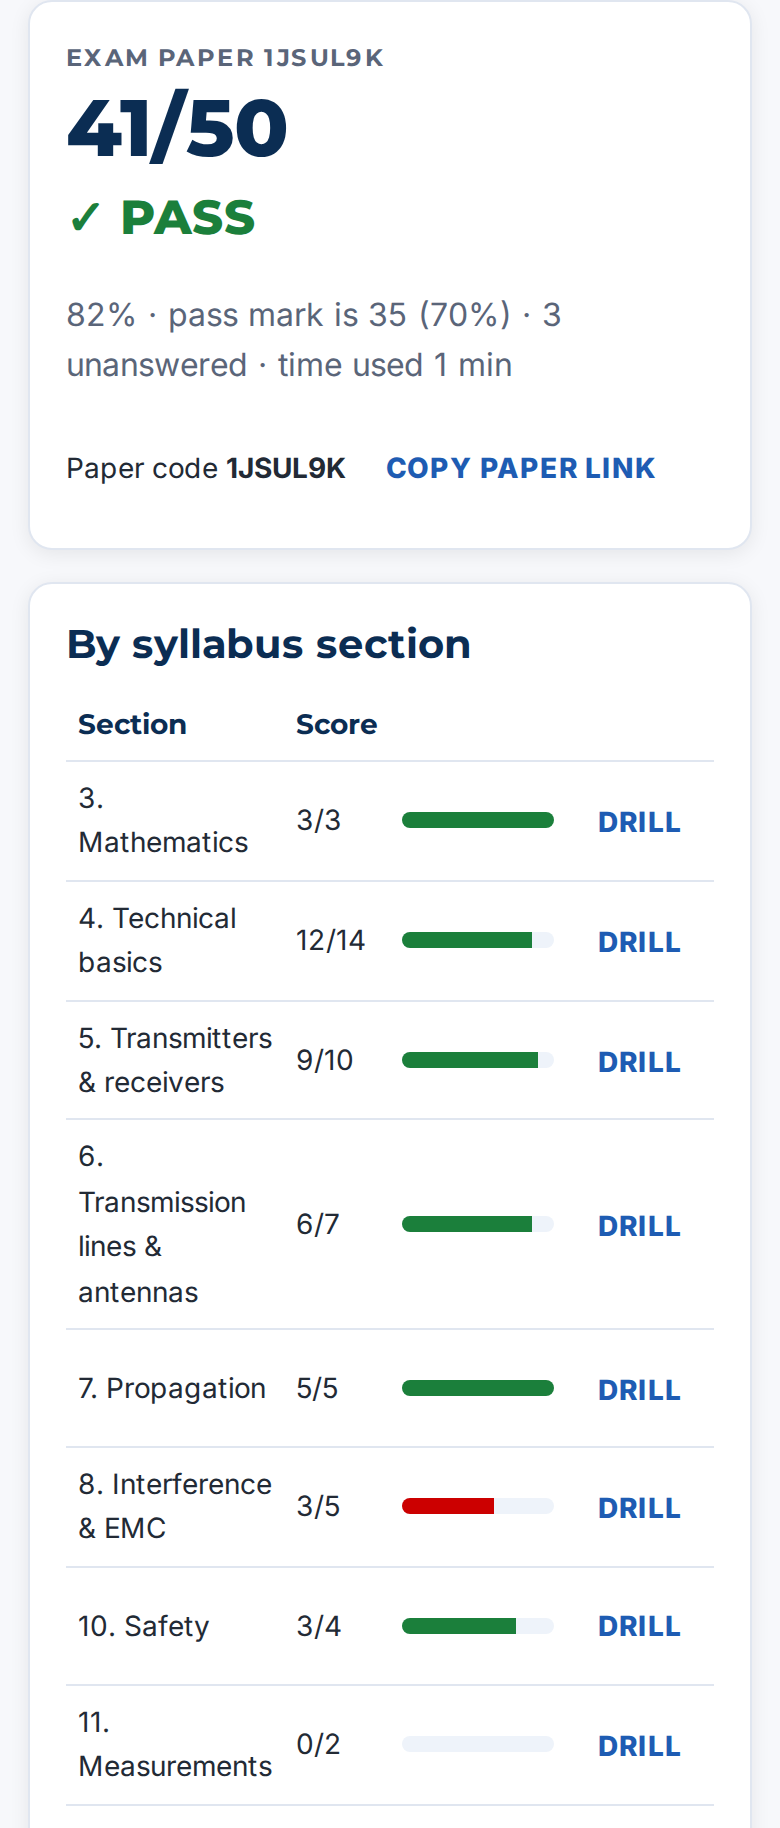 EXAM PAPER 1JSUL9K
41/50
✓ PASS
82% · pass mark is 35 (70%) · 3
unanswered · time used 1 min
Paper code 1JSUL9K COPY PAPER LINK
By syllabus section
Section Score
3.
Mathematics
3/3
DRILL
4. Technical
basics
12/14
DRILL
5. Transmitters
& receivers
9/10
DRILL
6.
Transmission
lines &
antennas
6/7
DRILL
7. Propagation 5/5 DRILL
8. Interference
& EMC
3/5
DRILL
10. Safety 3/4 DRILL
11.
Measurements
0/2
DRILL